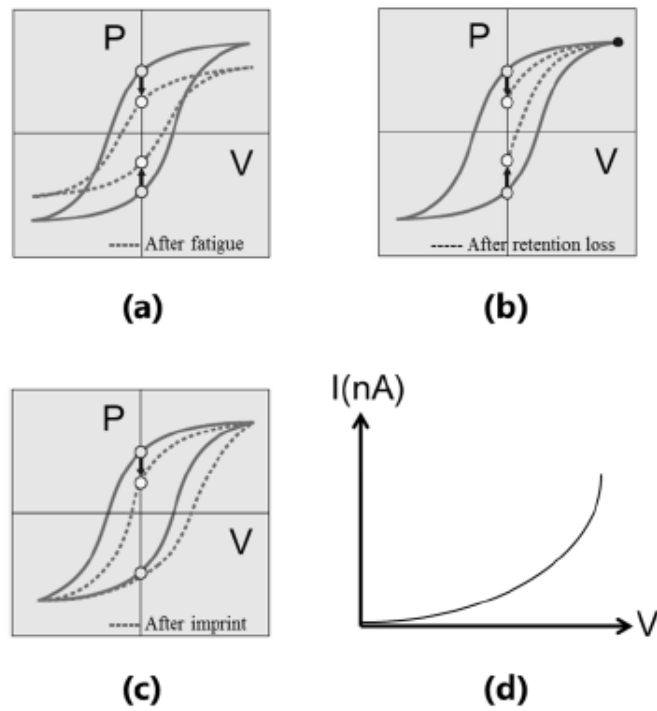 P
V
After fatigue
(a)
P
V
After retention loss
(b)
P
V
After imprint
(c)
I(nA)
V
(d)